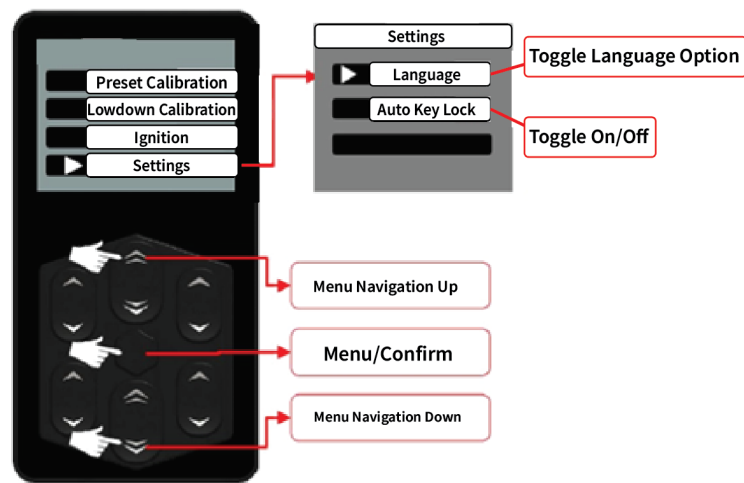 Preset Calibration
Lowdown Calibration
Ignition
Settings
Settings
Language
Auto Key Lock
Toggle Language Option
Toggle On/Off
Menu Navigation Up
Menu/Confirm
Menu Navigation Down